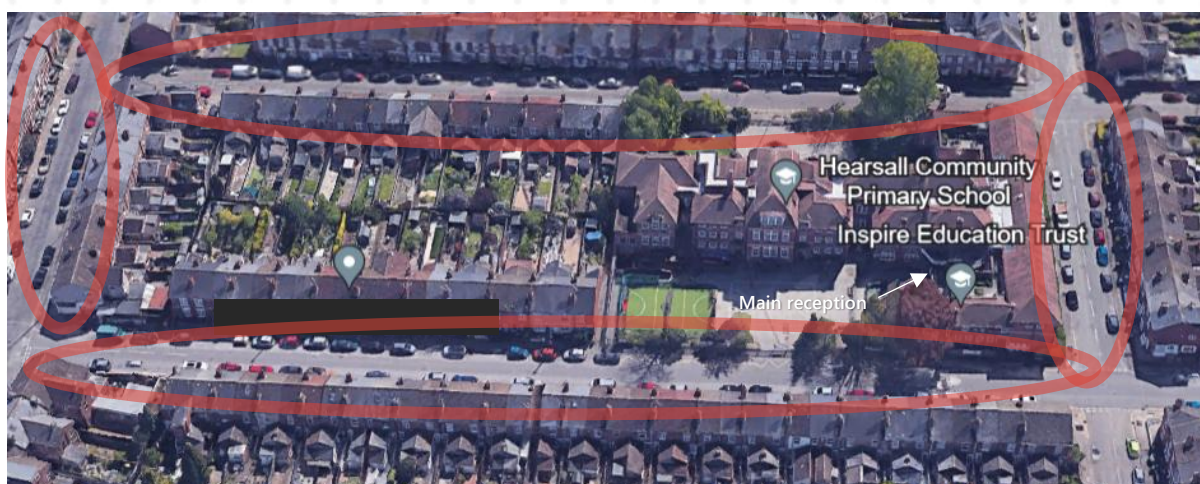 Hearsall Community
Primary School
Inspire Education Trust
Main reception